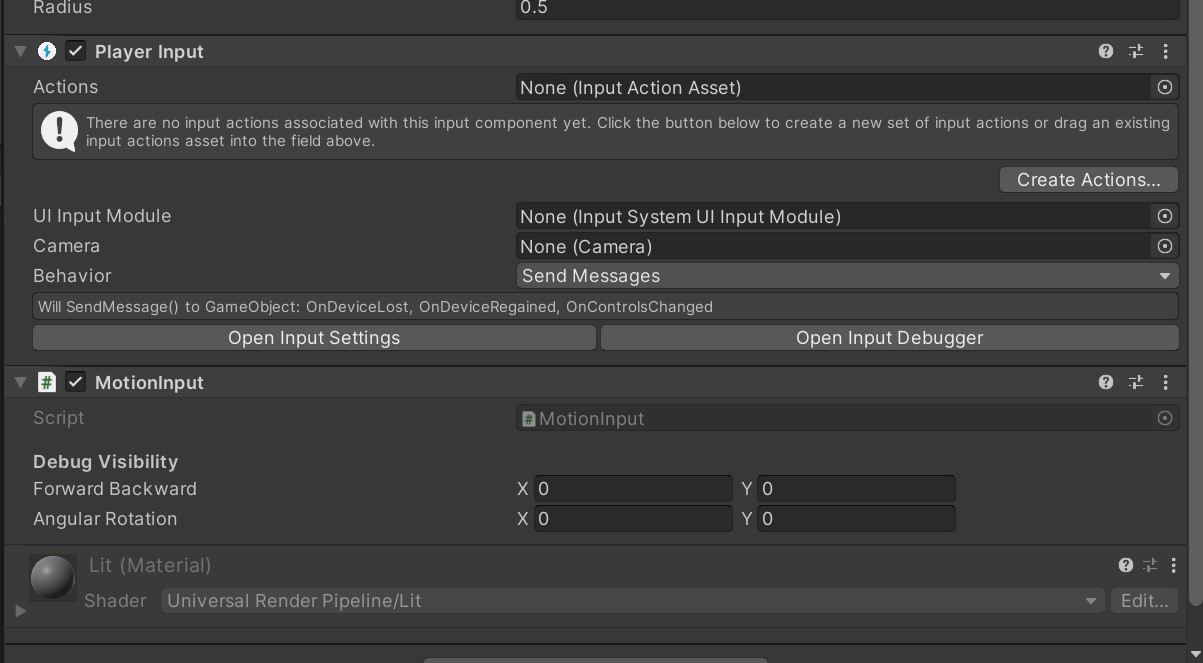 Radius 0.5
Player Input
Actions None (Input Action Asset)
There are no input actions associated with this input component yet. Click the button below to create a new set of input actions or drag an existing
input actions asset into the field above.
Create Actions...
UI Input Module None (Input System UI Input Module)
Camera None (Camera)
Behavior Send Messages
Will SendMessage() to GameObject: OnDeviceLost, OnDeviceRegained, OnControlsChanged
Open Input Settings Open Input Debugger
# MotionInput
Script # MotionInput
Debug Visibility
Forward Backward X 0 Y 0
Angular Rotation X 0 Y 0
Lit (Material)
Shader Universal Render Pipeline/Lit Edit...